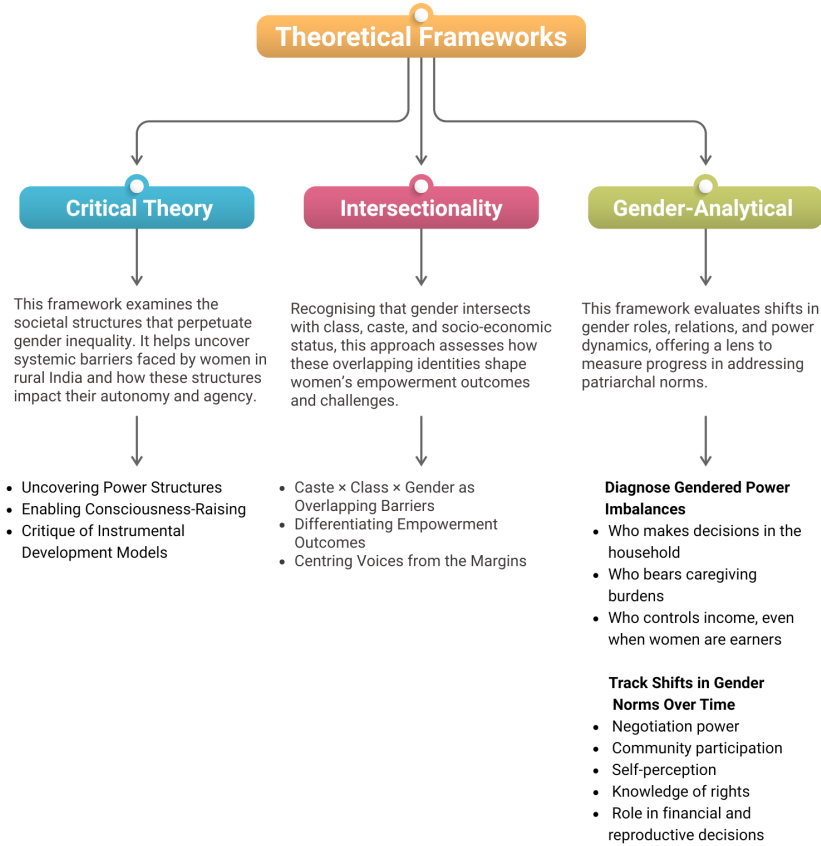 Theoretical Frameworks
Critical Theory
This framework examines the
societal structures that perpetuate
gender inequality. It helps uncover
systemic barriers faced by women in
rural India and how these structures
impact their autonomy and agency.
• Uncovering Power Structures
• Enabling Consciousness-Raising
• Critique of Instrumental
Development Models
Intersectionality
Recognising that gender intersects
with class, caste, and socio-economic
status, this approach assesses how
these overlapping identities shape
women's empowerment outcomes
and challenges.
• Caste × Class × Gender as
Overlapping Barriers
• Differentiating Empowerment
Outcomes
• Centring Voices from the Margins
Gender-Analytical
This framework evaluates shifts in
gender roles, relations, and power
dynamics, offering a lens to
measure progress in addressing
patriarchal norms.
Diagnose Gendered Power
Imbalances
• Who makes decisions in the
household
• Who bears caregiving
burdens
• Who controls income, even
when women are earners
Track Shifts in Gender
Norms Over Time
• Negotiation power
• Community participation
• Self-perception
• Knowledge of rights
• Role in financial and
reproductive decisions